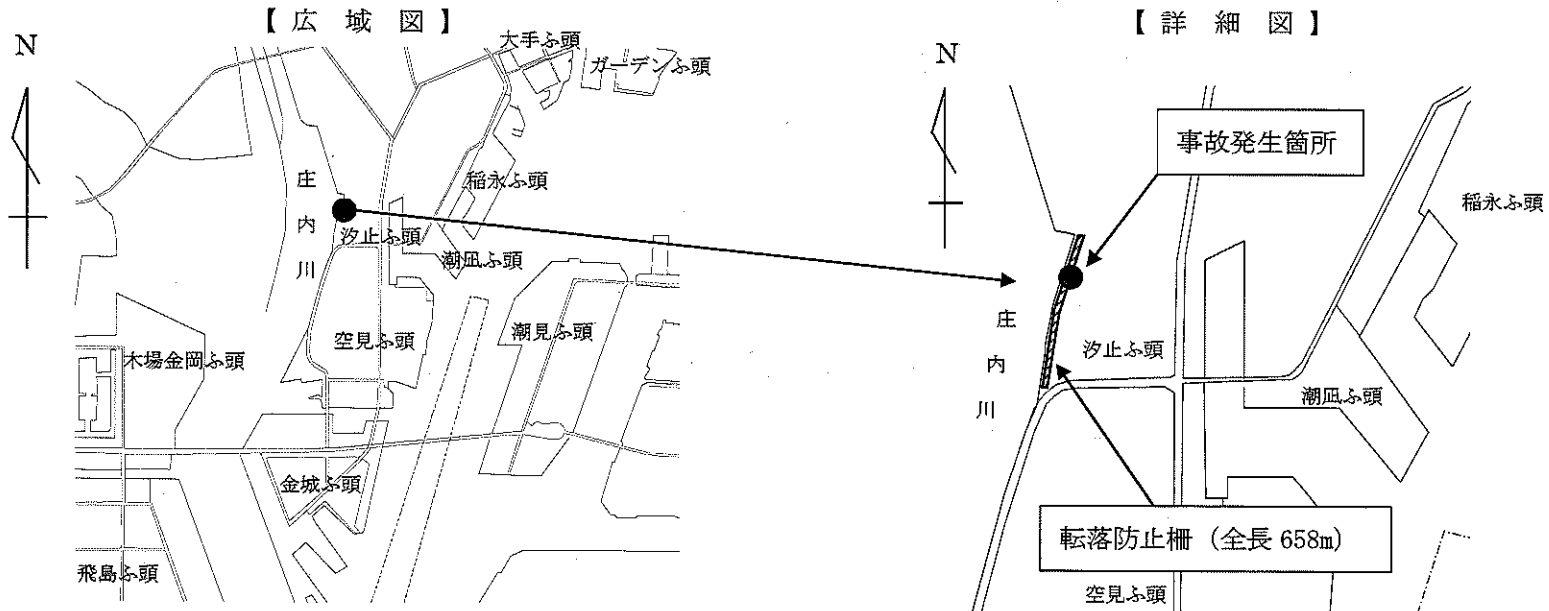 【 広 域 図 】
N
大手ふ頭
ガーデンふ頭
稲永ふ頭
庄内川
汐止ふ頭
潮凪ふ頭
空見ふ頭
潮見ふ頭
木場金岡ふ頭
金城ふ頭
飛島ふ頭
【 詳 細 図 】
N
事故発生箇所
稲永ふ頭
庄内川
汐止ふ頭
潮凪ふ頭
転落防止柵（全長 658m）
空見ふ頭